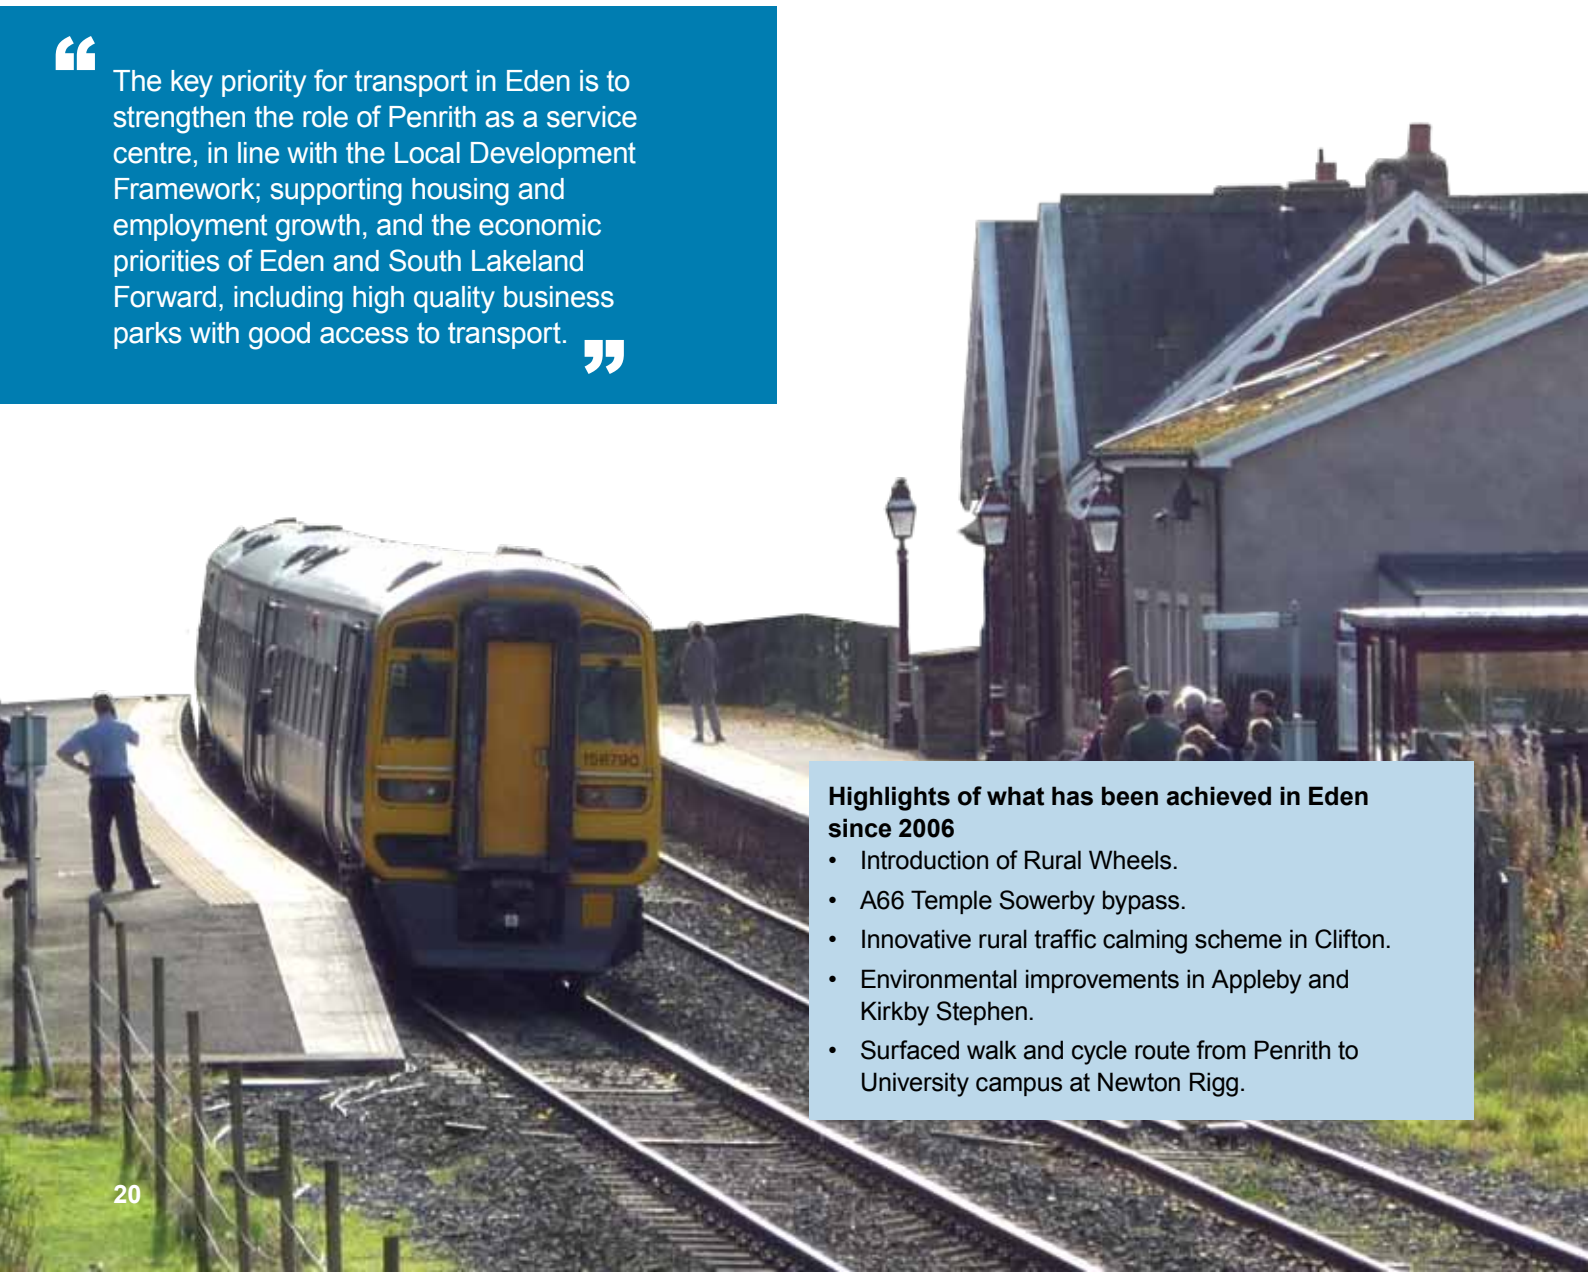 “
The key priority for transport in Eden is to
strengthen the role of Penrith as a service
centre, in line with the Local Development
Framework; supporting housing and
employment growth, and the economic
priorities of Eden and South Lakeland
Forward, including high quality business
parks with good access to transport.
”
158790
Highlights of what has been achieved in Eden
since 2006
• Introduction of Rural Wheels.
• A66 Temple Sowerby bypass.
• Innovative rural traffic calming scheme in Clifton.
• Environmental improvements in Appleby and
Kirkby Stephen.
• Surfaced walk and cycle route from Penrith to
University campus at Newton Rigg.
20